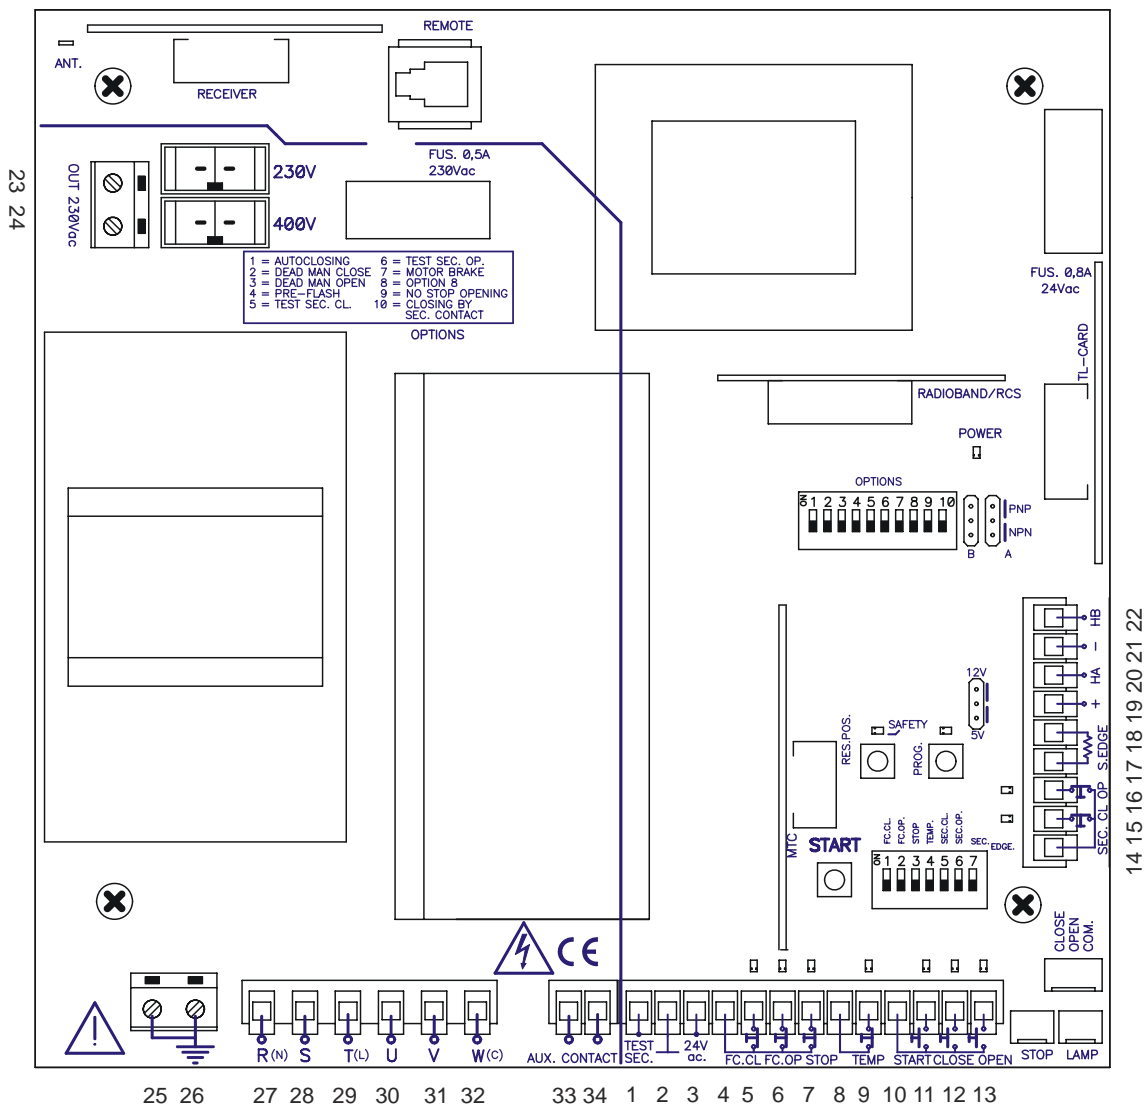 REMOTE
ANT.
RECEIVER
FUS. 0,5A
230Vac
23 24
OUT 230Vac
230V
400V
1 = AUTOCLOSING
2 = DEAD MAN CLOSE
3 = DEAD MAN OPEN
4 = PRE-FLASH
5 = TEST SEC. CL.
6 = TEST SEC. OP.
7 = MOTOR BRAKE
8 = OPTION 8
9 = NO STOP OPENING
10 = CLOSING BY
SEC. CONTACT
OPTIONS
FUS. 0,8A
24Vac
TL-CARD
RADIOBAND/RCS
POWER
OPTIONS
ON
1 2 3 4 5 6 7 8 9 10
PNP
NPN
B A
HB
-
HA
+
S.EDGE
OP
SEC. CL
14 15 16 17 18 19 20 21 22
12V
5V
RES.POS.
SAFETY
PROG.
MTC
START
FC.CL.
FC.OP.
STOP
TEMP.
SEC.CL.
SEC.OP.
SEC. EDGE.
ON
1 2 3 4 5 6 7
CLOSE
OPEN
COM.
CE
R(N) S T(L) U V W(C)
AUX. CONTACT
TEST
SEC.
24V
ac.
FC.CL FC.OP STOP TEMP START CLOSE OPEN
STOP LAMP
25 26 27 28 29 30 31 32 33 34 1 2 3 4 5 6 7 8 9 10 11 12 13